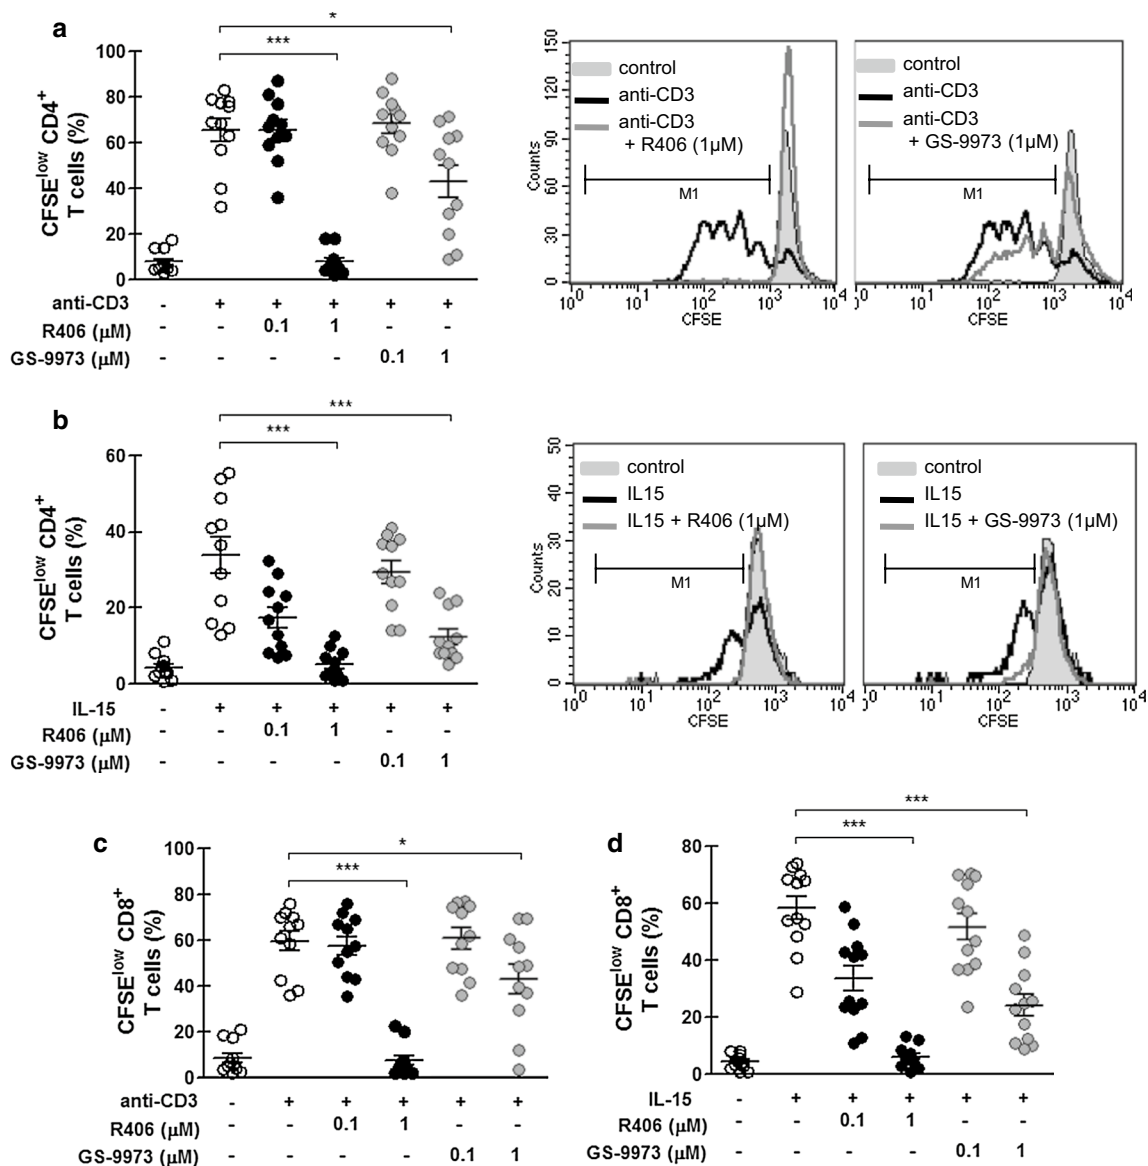 a
CFSElow CD4+
T cells (%)
100
80
60
40
20
0
*
***
anti-CD3 - + + + + +
R406 (µM) - - 0.1 1 - -
GS-9973 (µM) - - - - 0.1 1
Counts
150
120
90
60
30
0
control
anti-CD3
anti-CD3
+ R406 (1µM)
M1
10^0 10^1 10^2 10^3 10^4
CFSE
control
anti-CD3
anti-CD3
+ GS-9973 (1µM)
M1
10^0 10^1 10^2 10^3 10^4
CFSE
b
CFSElow CD4+
T cells (%)
60
40
20
0
***
***
IL-15 - + + + + +
R406 (µM) - - 0.1 1 - -
GS-9973 (µM) - - - - 0.1 1
Counts
50
40
30
20
10
0
control
IL15
IL15 + R406 (1µM)
M1
10^0 10^1 10^2 10^3 10^4
CFSE
control
IL15
IL15 + GS-9973 (1µM)
M1
10^0 10^1 10^2 10^3 10^4
CFSE
c
CFSElow CD8+
T cells (%)
100
80
60
40
20
0
*
***
anti-CD3 - + + + + +
R406 (µM) - - 0.1 1 - -
GS-9973 (µM) - - - - 0.1 1
d
CFSElow CD8+
T cells (%)
80
60
40
20
0
***
***
IL-15 - + + + + +
R406 (µM) - - 0.1 1 - -
GS-9973 (µM) - - - - 0.1 1